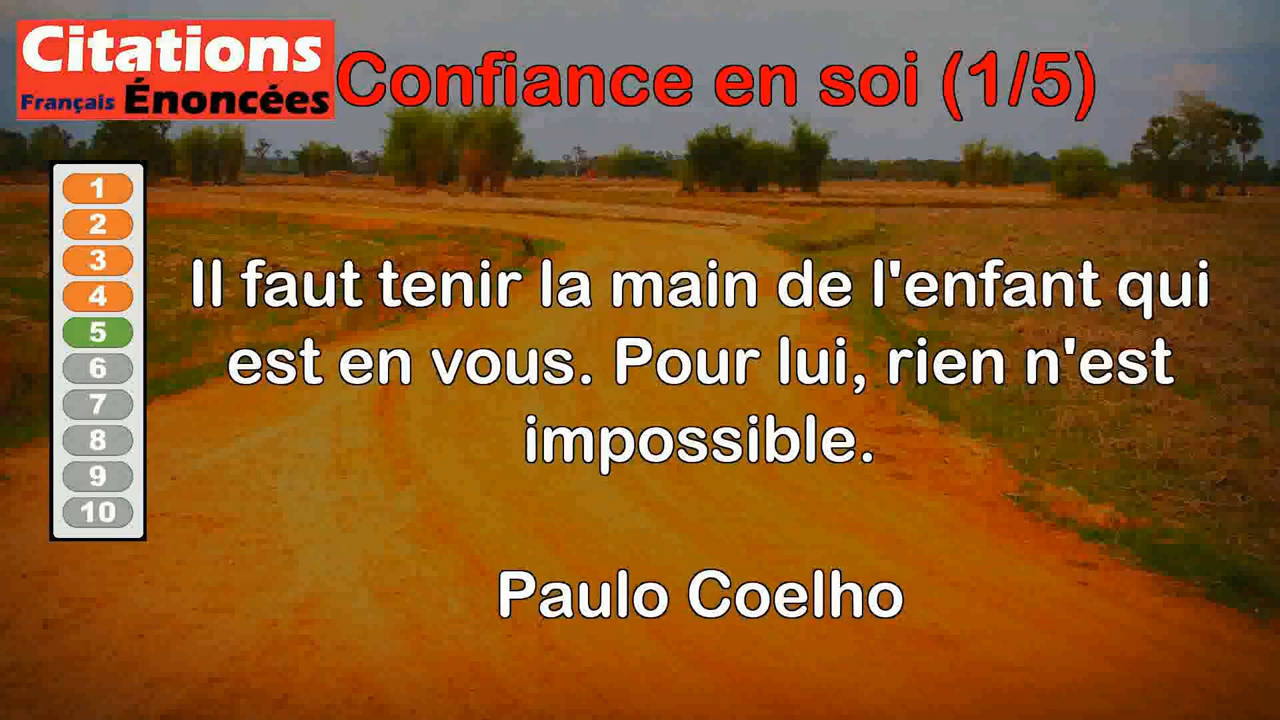 Citations
Français Énoncées
Confiance en soi (1/5)
1
2
3
4
5
6
7
8
9
10
Il faut tenir la main de l'enfant qui
est en vous. Pour lui, rien n'est
impossible.
Paulo Coelho